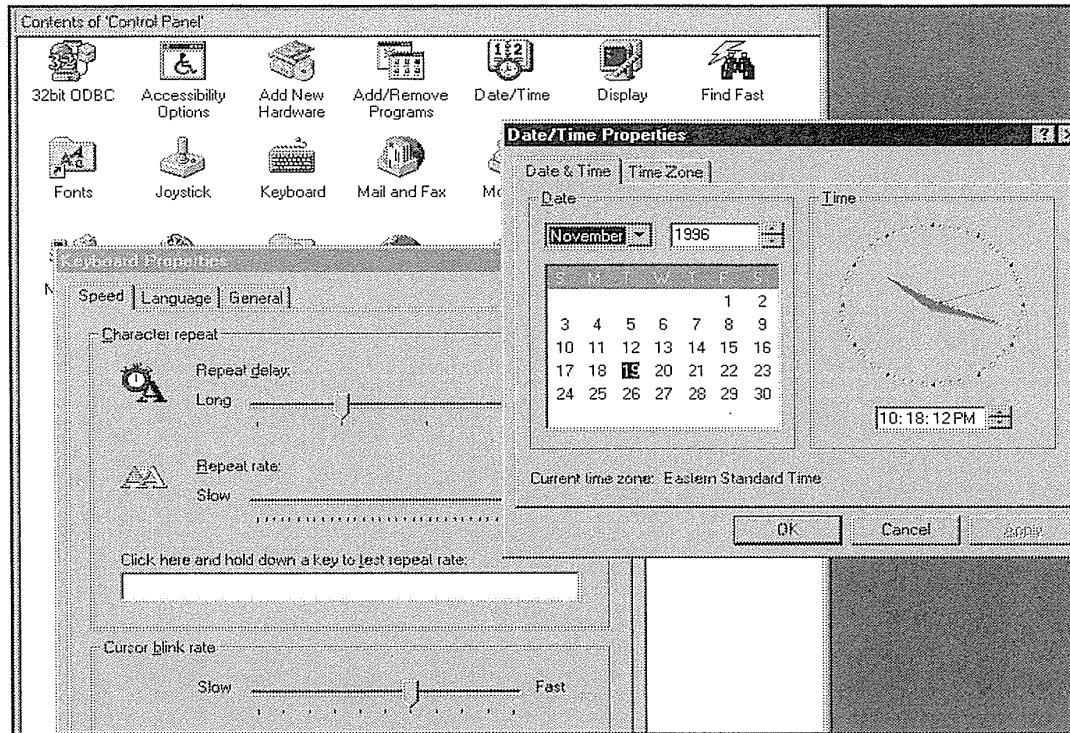 Contents of 'Control Panel'
32bit ODBC
Accessibility
Options
Add New
Hardware
Add/Remove
Programs
Date/Time
Display
Find Fast
Fonts
Joystick
Keyboard
Mail and Fax
Date/Time Properties
Date & Time
Time Zone
Date
November
1996
S M T W T F S
1 2
3 4 5 6 7 8 9
10 11 12 13 14 15 16
17 18 19 20 21 22 23
24 25 26 27 28 29 30
Time
10:18:12 PM
Current time zone: Eastern Standard Time
OK
Cancel
Apply
Keyboard Properties
Speed
Language
General
Character repeat
Repeat delay:
Long
Repeat rate:
Slow
Click here and hold down a key to test repeat rate:
Cursor blink rate
Slow
Fast